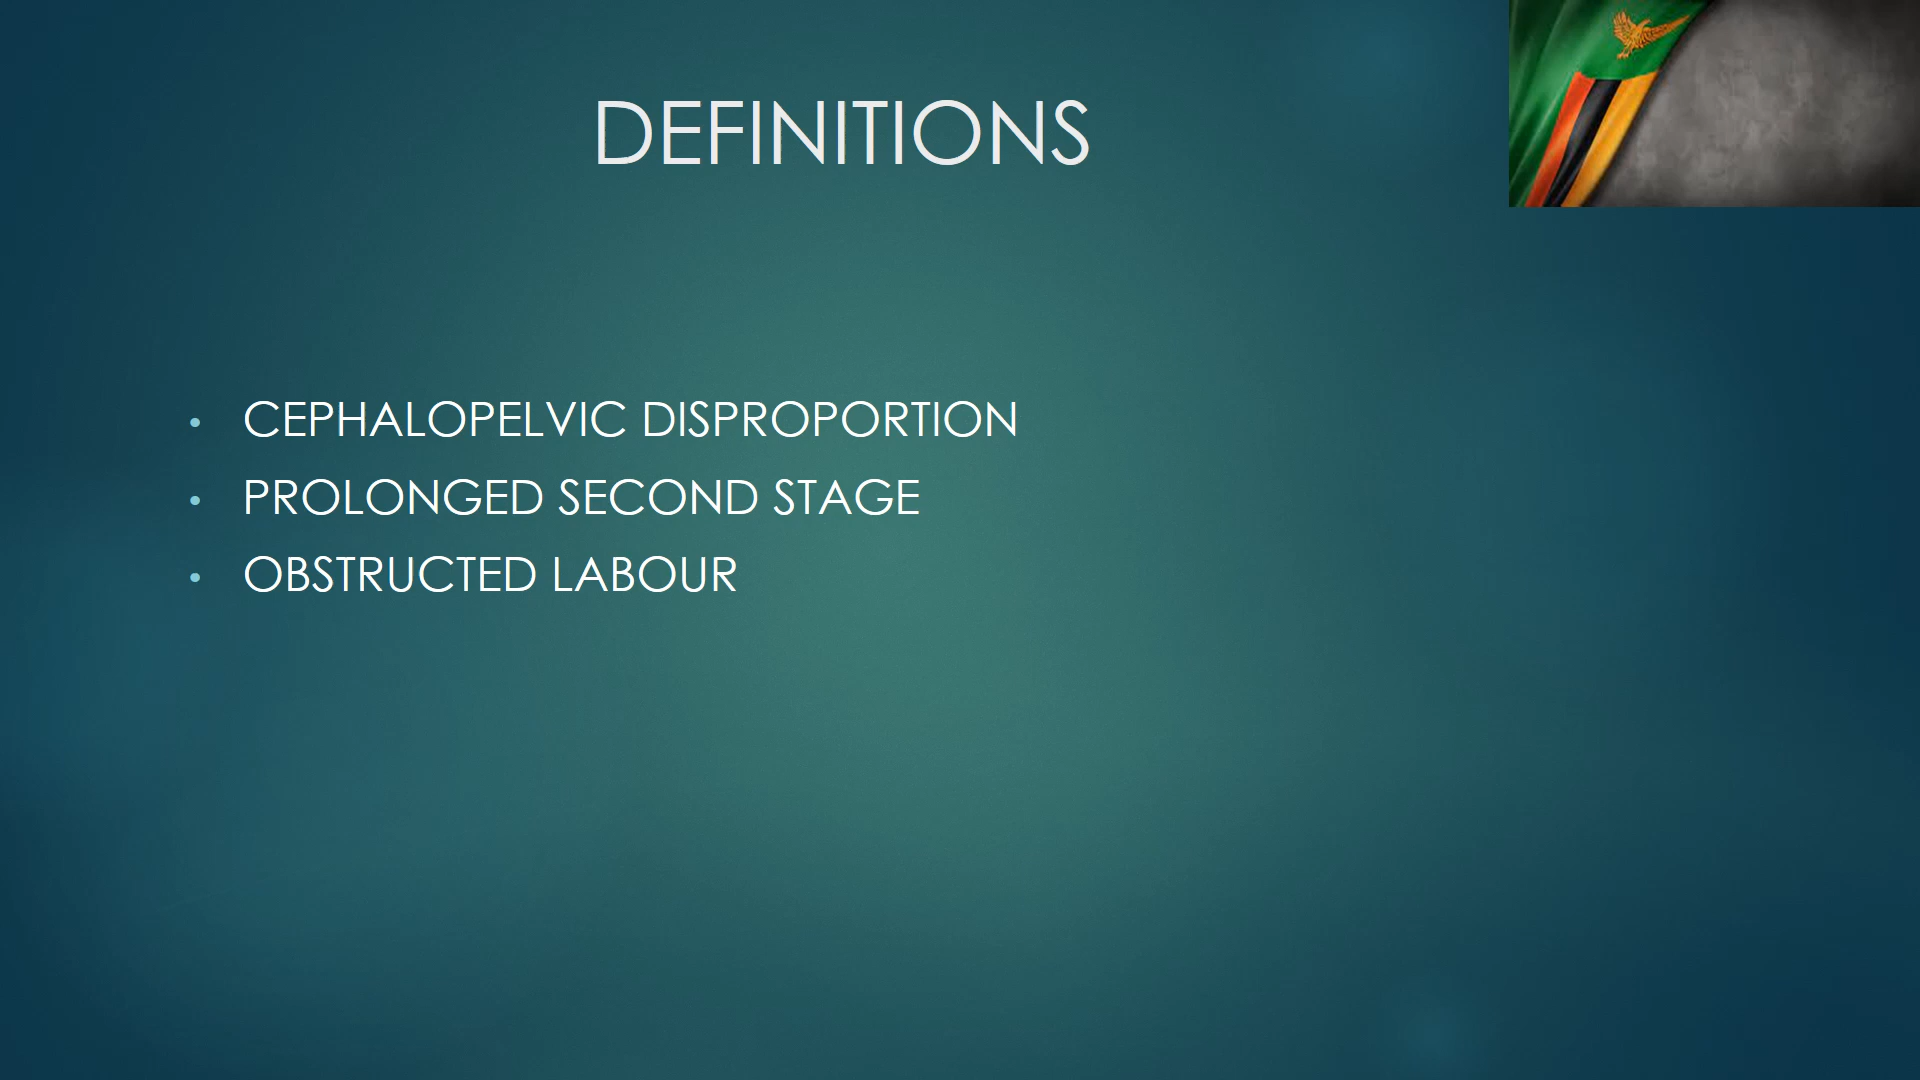 DEFINITIONS
• CEPHALOPELVIC DISPROPORTION
• PROLONGED SECOND STAGE
• OBSTRUCTED LABOUR